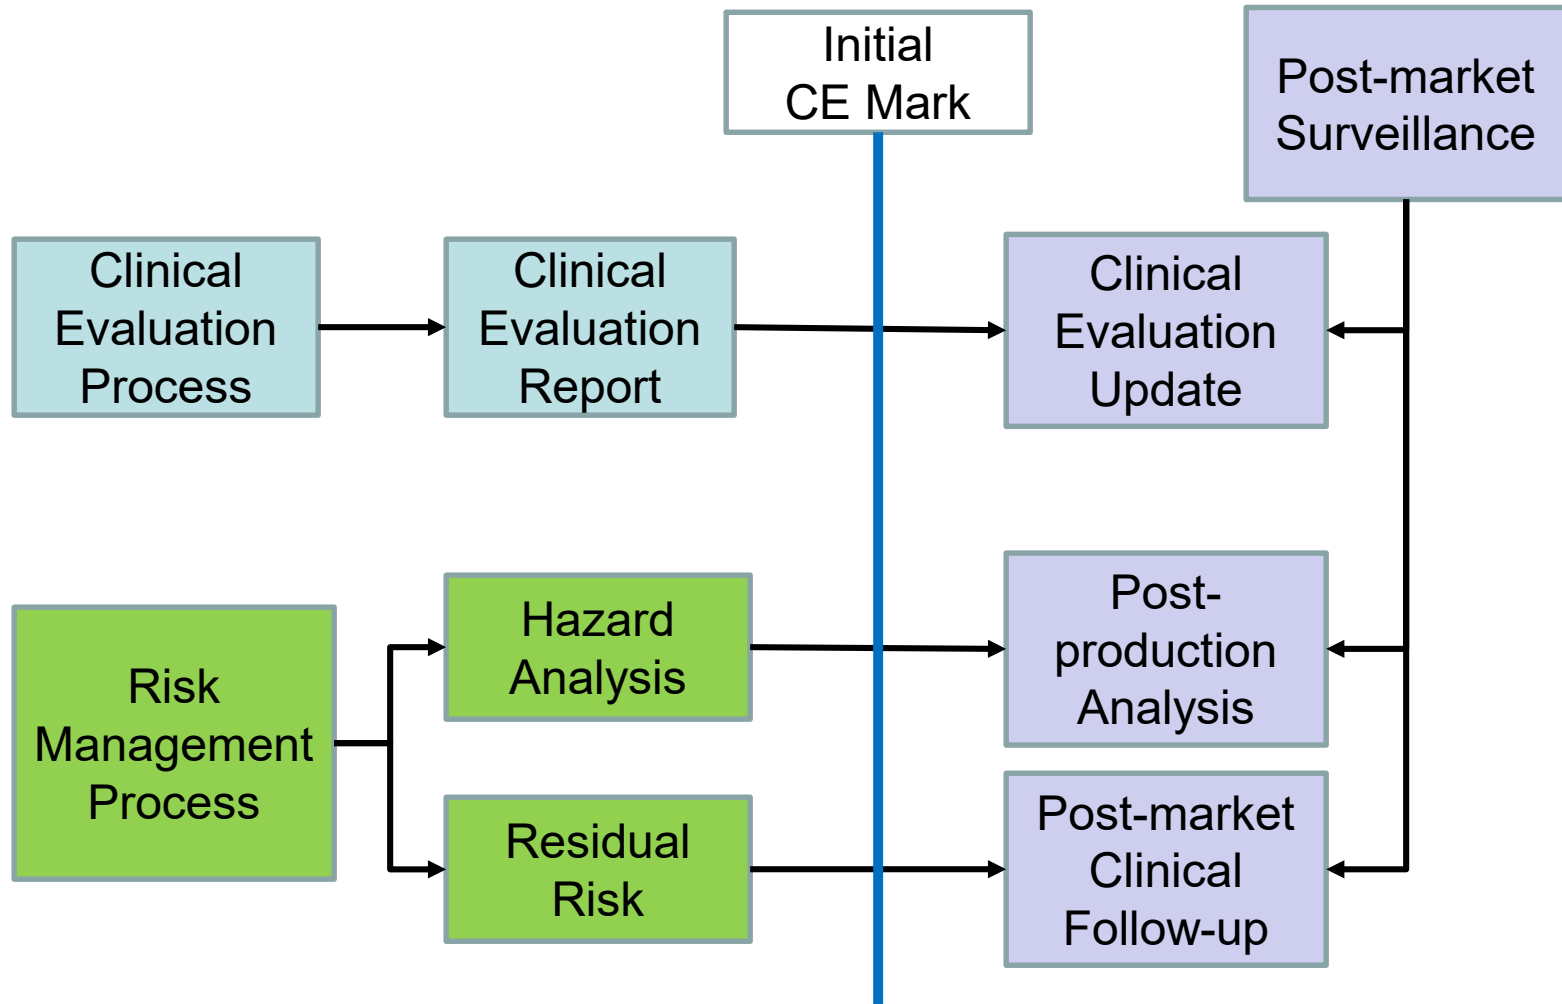 Initial
CE Mark
Post-market
Surveillance
Clinical
Evaluation
Process
Clinical
Evaluation
Report
Clinical
Evaluation
Update
Risk
Management
Process
Hazard
Analysis
Post-
production
Analysis
Residual
Risk
Post-market
Clinical
Follow-up